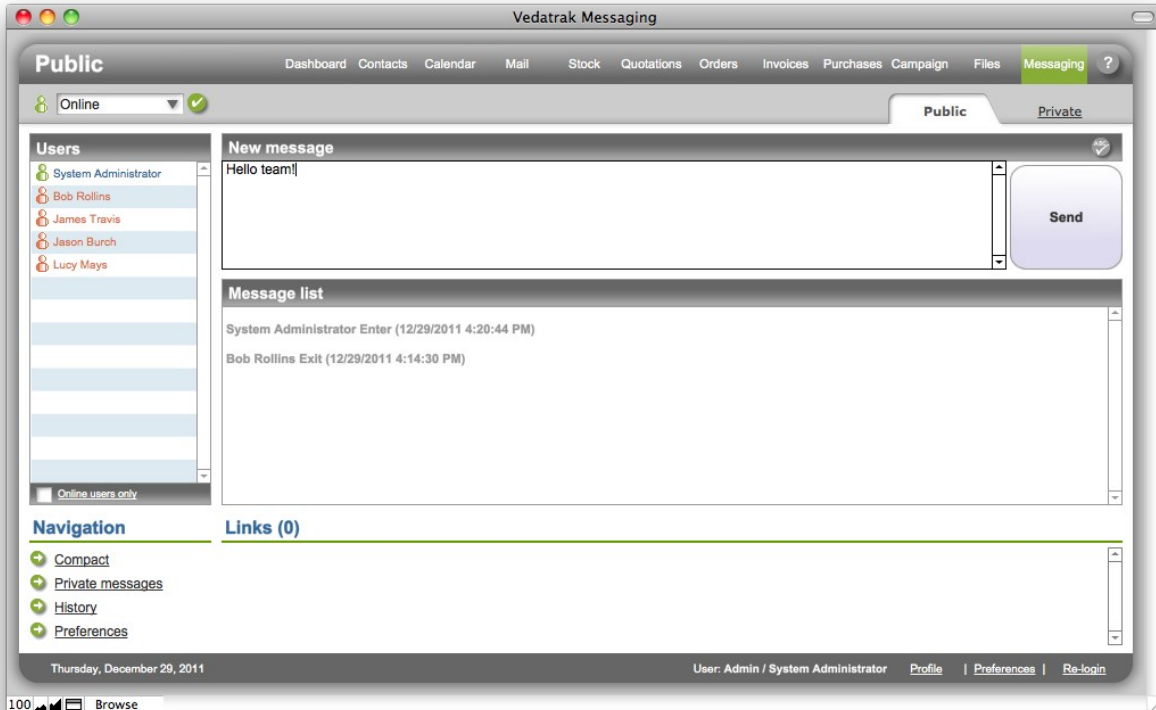 Vedatrak Messaging
Public Dashboard Contacts Calendar Mail Stock Quotations Orders Invoices Purchases Campaign Files Messaging ?
Online Public Private
Users
System Administrator
Bob Rollins
James Travis
Jason Burch
Lucy Mays
Online users only
New message
Hello team!
Send
Message list
System Administrator Enter (12/29/2011 4:20:44 PM)
Bob Rollins Exit (12/29/2011 4:14:30 PM)
Navigation
Compact
Private messages
History
Preferences
Links (0)
Thursday, December 29, 2011 User: Admin / System Administrator Profile | Preferences | Re-login
100 Browse